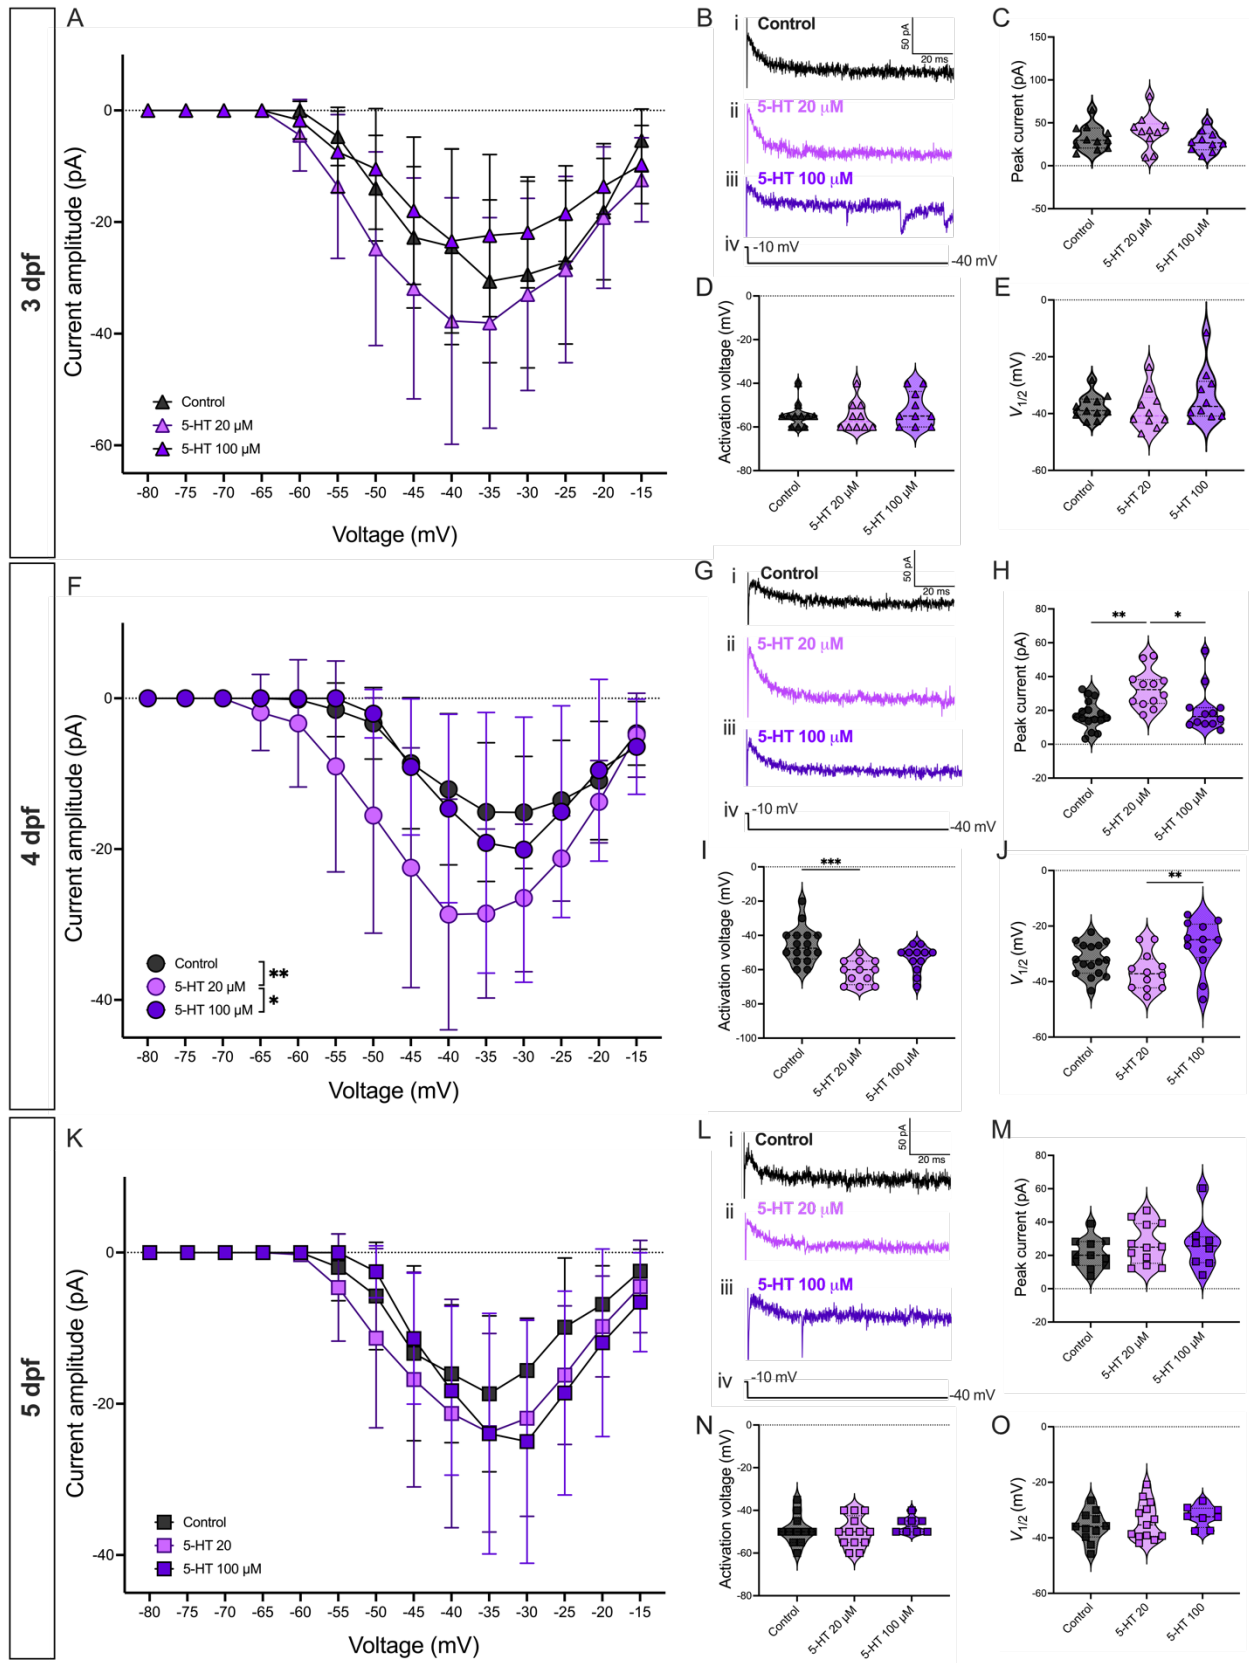 3 dpf
A
Current amplitude (pA)
0
-20
-40
-60
Control
5-HT 20 µM
5-HT 100 µM
-80 -75 -70 -65 -60 -55 -50 -45 -40 -35 -30 -25 -20 -15
Voltage (mV)
B
i
Control
50 pA
20 ms
ii
5-HT 20 µM
iii
5-HT 100 µM
iv
-10 mV
-40 mV
C
Peak current (pA)
150
100
50
0
-50
Control
5-HT 20 µM
5-HT 100 µM
D
Activation voltage (mV)
0
-20
-40
-60
-80
Control
5-HT 20 µM
5-HT 100 µM
E
V1/2 (mV)
0
-20
-40
-60
Control
5-HT 20
5-HT 100
4 dpf
F
Current amplitude (pA)
0
-20
-40
Control
5-HT 20 µM
5-HT 100 µM
**
*
-80 -75 -70 -65 -60 -55 -50 -45 -40 -35 -30 -25 -20 -15
Voltage (mV)
G
i
Control
50 pA
20 ms
ii
5-HT 20 µM
iii
5-HT 100 µM
iv
-10 mV
-40 mV
H
Peak current (pA)
80
60
40
20
0
-20
**
*
Control
5-HT 20 µM
5-HT 100 µM
I
Activation voltage (mV)
0
-20
-40
-60
-80
-100
***
Control
5-HT 20 µM
5-HT 100 µM
J
V1/2 (mV)
0
-20
-40
-60
**
Control
5-HT 20
5-HT 100
5 dpf
K
Current amplitude (pA)
0
-20
-40
Control
5-HT 20
5-HT 100 µM
-80 -75 -70 -65 -60 -55 -50 -45 -40 -35 -30 -25 -20 -15
Voltage (mV)
L
i
Control
50 pA
20 ms
ii
5-HT 20 µM
iii
5-HT 100 µM
iv
-10 mV
-40 mV
M
Peak current (pA)
80
60
40
20
0
-20
Control
5-HT 20 µM
5-HT 100 µM
N
Activation voltage (mV)
0
-20
-40
-60
-80
Control
5-HT 20 µM
5-HT 100 µM
O
V1/2 (mV)
0
-20
-40
-60
Control
5-HT 20
5-HT 100